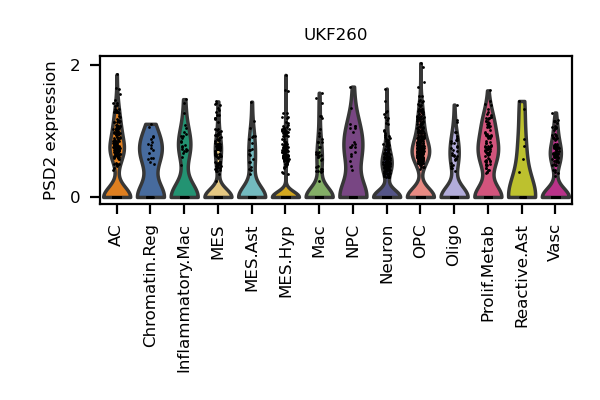 UKF260
PSD2 expression
2
0
AC
Chromatin.Reg
Inflammatory.Mac
MES
MES.Ast
MES.Hyp
Mac
NPC
Neuron
OPC
Oligo
Prolif.Metab
Reactive.Ast
Vasc